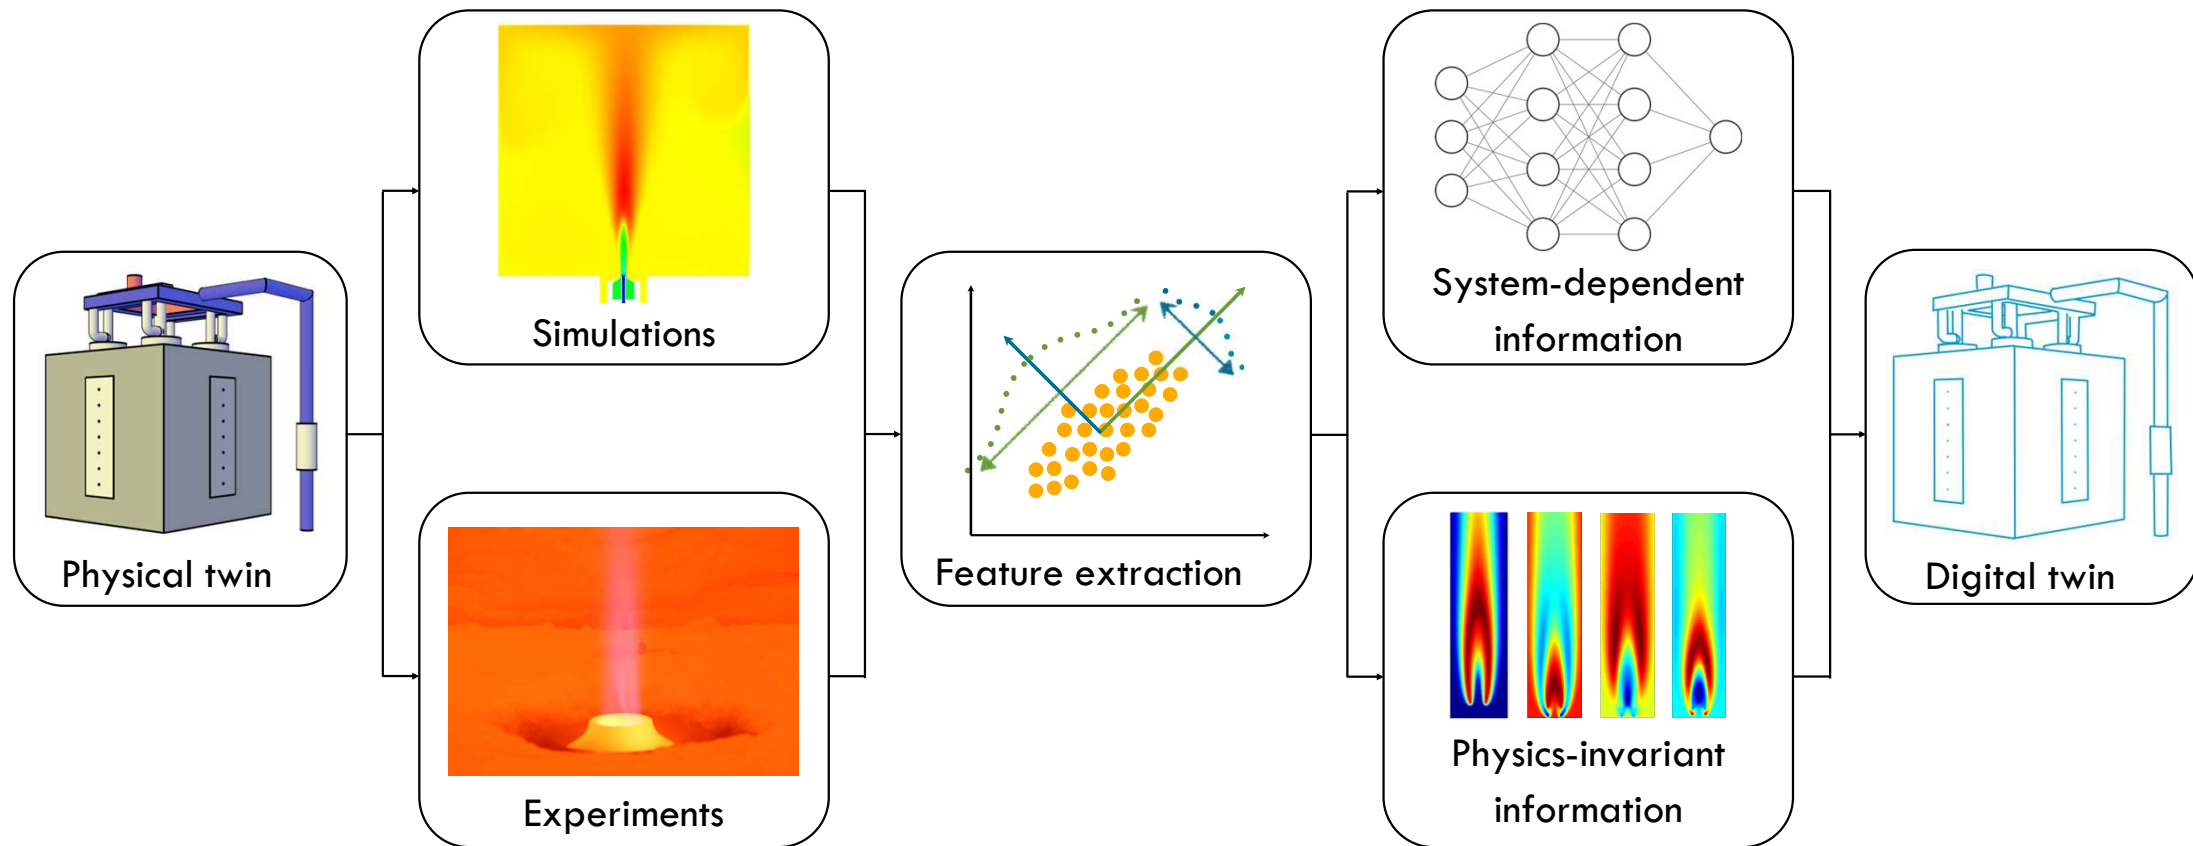 Physical twin
Simulations
Experiments
Feature extraction
System-dependent
information
Physics-invariant
information
Digital twin